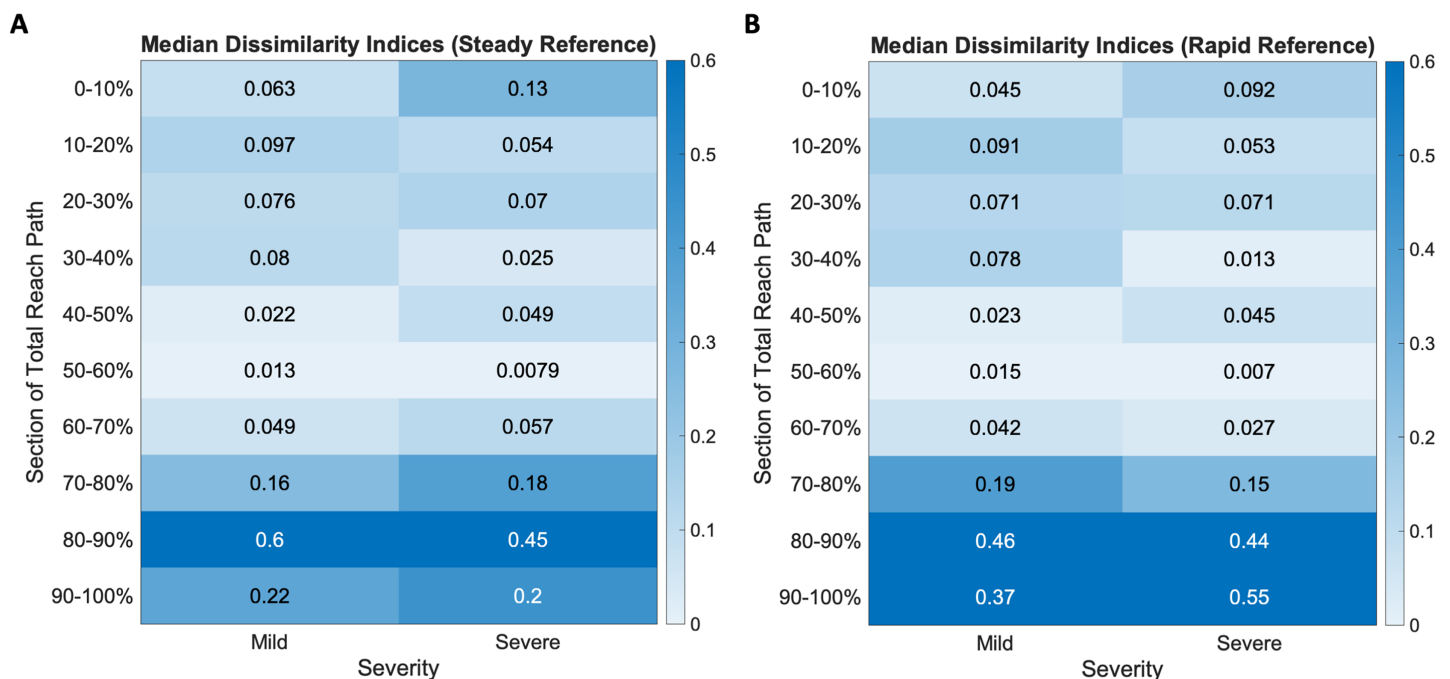 A
Median Dissimilarity Indices (Steady Reference)
Section of Total Reach Path
0-10% 0.063 0.13
10-20% 0.097 0.054
20-30% 0.076 0.07
30-40% 0.08 0.025
40-50% 0.022 0.049
50-60% 0.013 0.0079
60-70% 0.049 0.057
70-80% 0.16 0.18
80-90% 0.6 0.45
90-100% 0.22 0.2
Mild Severe
Severity
0.6
0.5
0.4
0.3
0.2
0.1
0
B
Median Dissimilarity Indices (Rapid Reference)
Section of Total Reach Path
0-10% 0.045 0.092
10-20% 0.091 0.053
20-30% 0.071 0.071
30-40% 0.078 0.013
40-50% 0.023 0.045
50-60% 0.015 0.007
60-70% 0.042 0.027
70-80% 0.19 0.15
80-90% 0.46 0.44
90-100% 0.37 0.55
Mild Severe
Severity
0.6
0.5
0.4
0.3
0.2
0.1
0